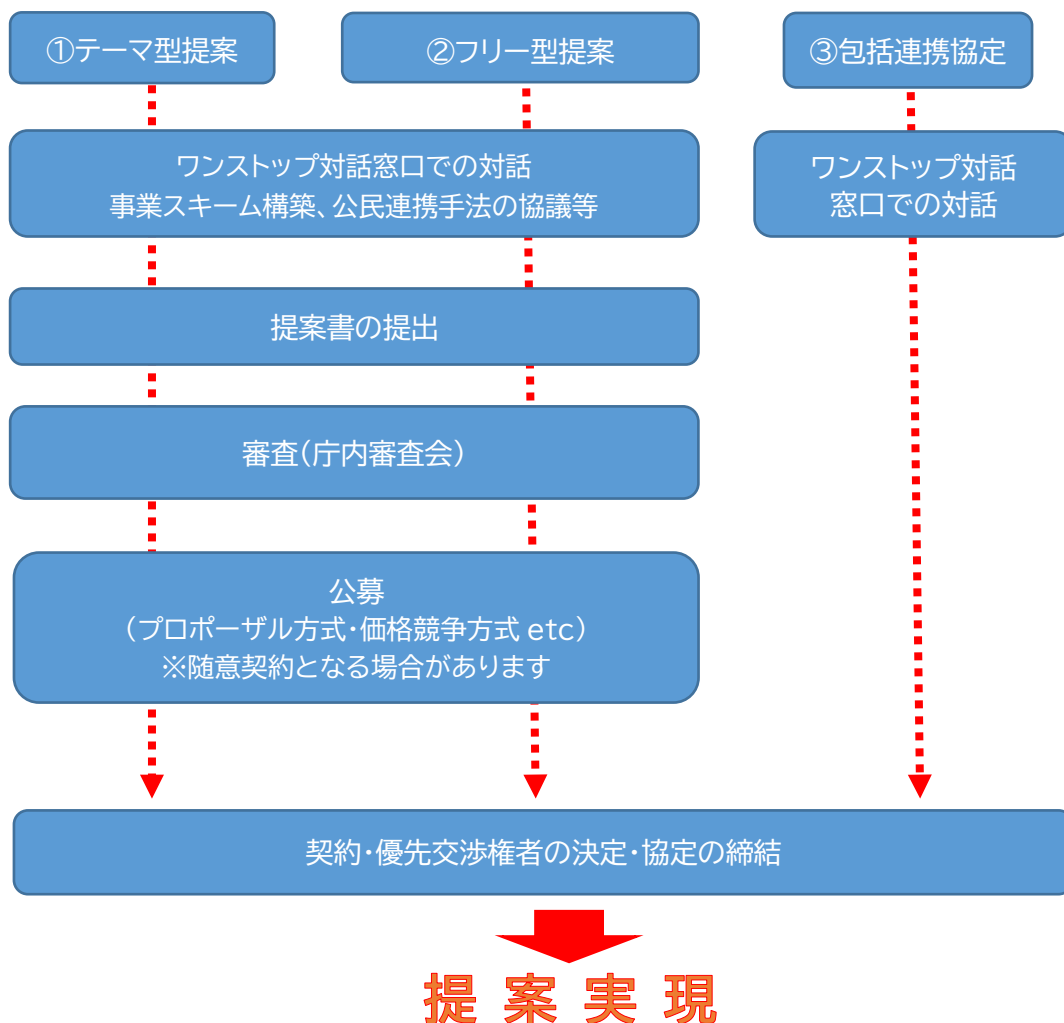 ①テーマ型提案
②フリー型提案
③包括連携協定
ワンストップ対話窓口での対話
事業スキーム構築、公民連携手法の協議等
ワンストップ対話
窓口での対話
提案書の提出
審査(庁内審査会)
公募
(プロポーザル方式・価格競争方式 etc)
※随意契約となる場合があります
契約・優先交渉権者の決定・協定の締結
提案実現